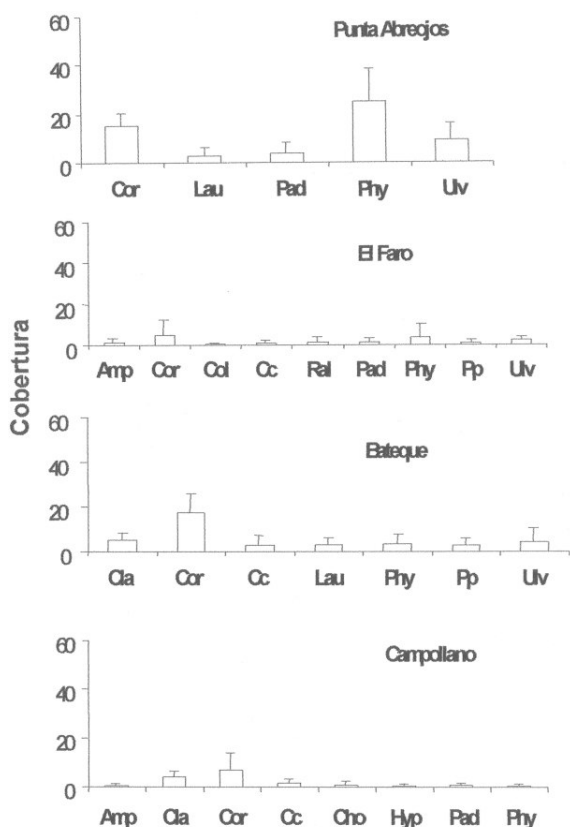 60
Punta Abreojos
40
20
0
Cor Lau Pad Phy Ulv
60
El Faro
40
20
0
Amp Cor Col Cc Ral Pad Phy Pp Ulv
Cobertura
60
Bateque
40
20
0
Cla Cor Cc Lau Phy Pp Ulv
60
Campollano
40
20
0
Amp Cla Cor Cc Cho Hyp Pad Phy